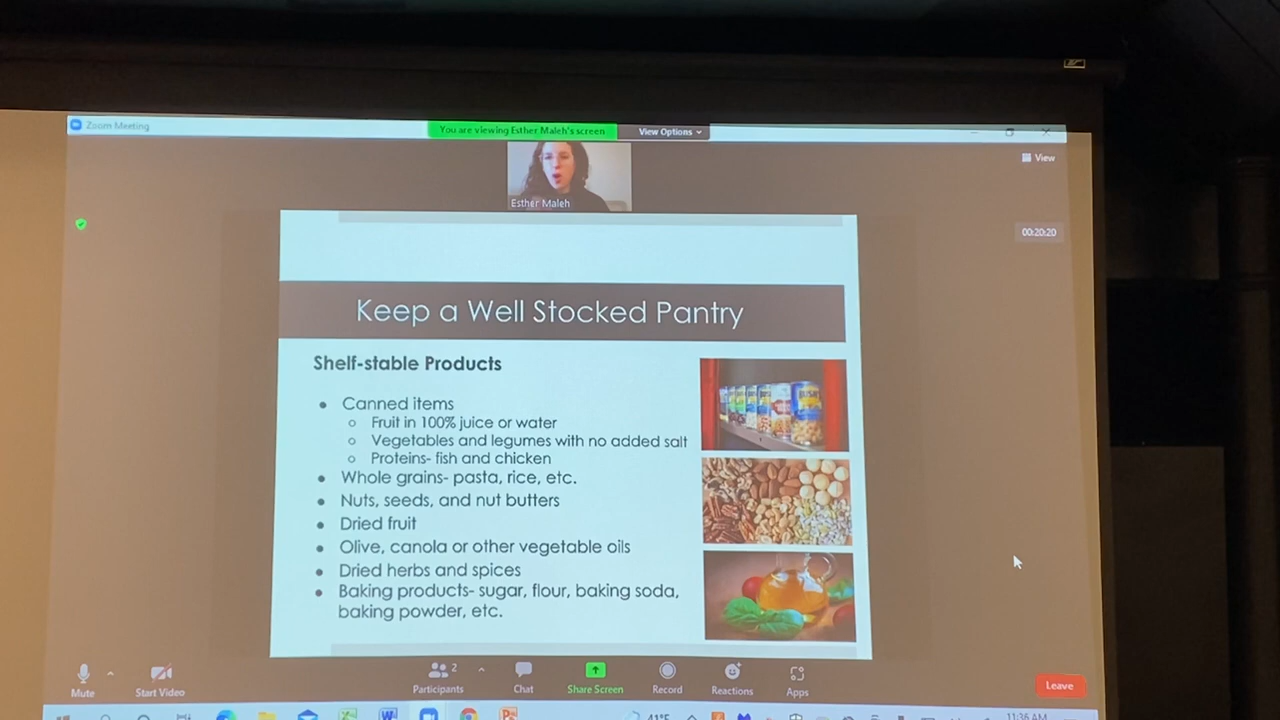 Zoom Meeting
You are viewing Esther Maleh's screen
View Options
View
Esther Maleh
00:20:20
Keep a Well Stocked Pantry
Shelf-stable Products
• Canned items
○ Fruit in 100% juice or water
○ Vegetables and legumes with no added salt
○ Proteins- fish and chicken
• Whole grains- pasta, rice, etc.
• Nuts, seeds, and nut butters
• Dried fruit
• Olive, canola or other vegetable oils
• Dried herbs and spices
• Baking products- sugar, flour, baking soda,
baking powder, etc.
BUSH'S
Mute
Start Video
Participants 2
Chat
Share Screen
Record
Reactions
Apps
Leave
41°F
11:36 AM